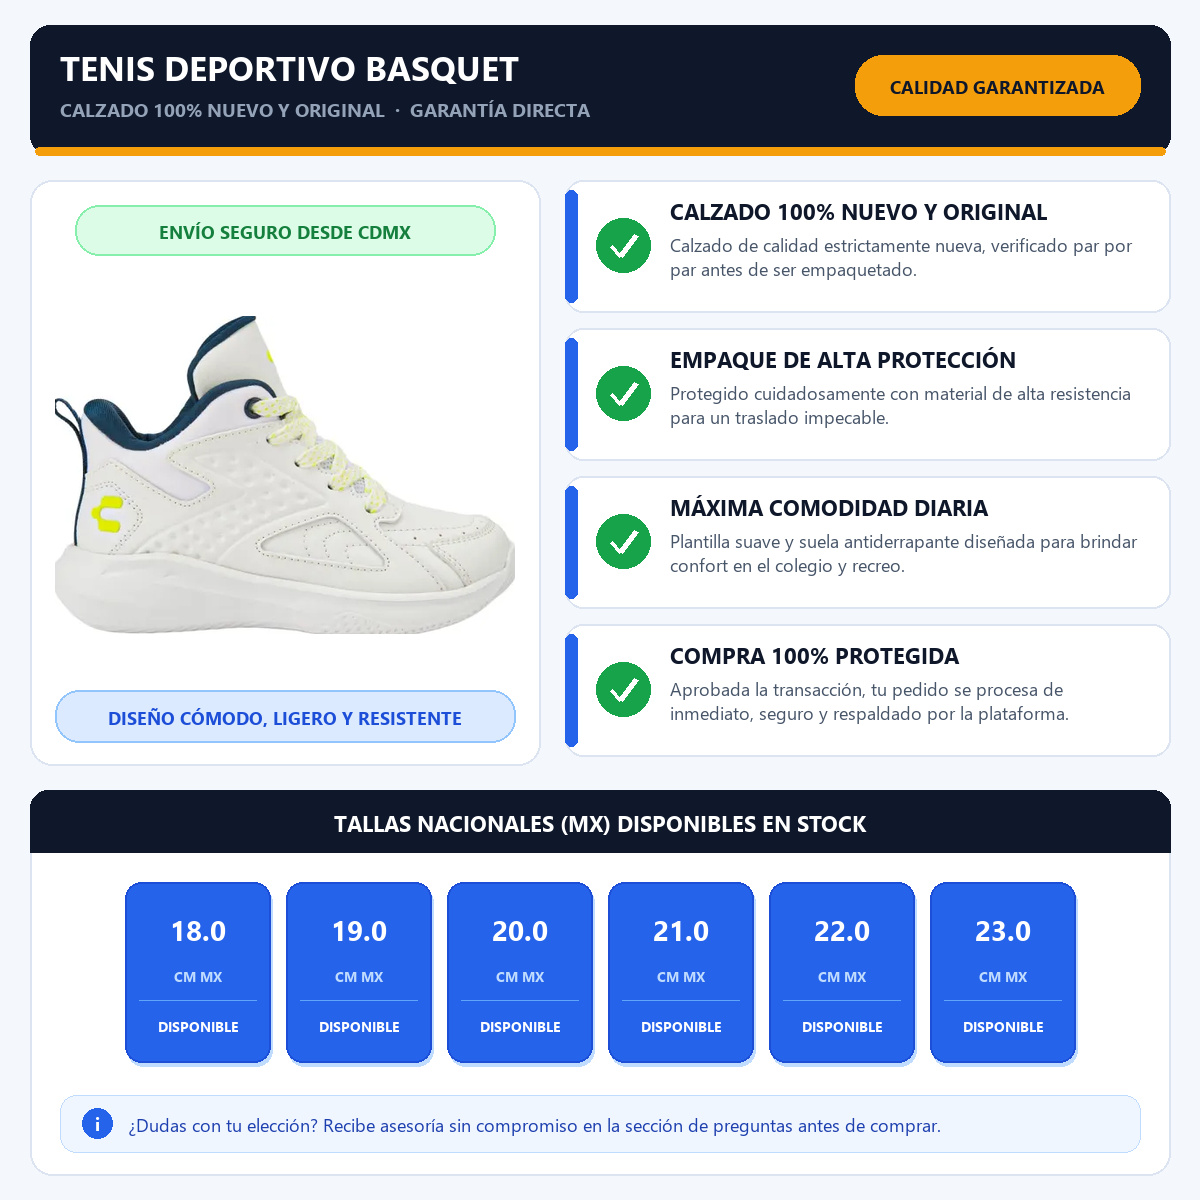 TENIS DEPORTIVO BASQUET
CALZADO 100% NUEVO Y ORIGINAL · GARANTÍA DIRECTA
CALIDAD GARANTIZADA
ENVÍO SEGURO DESDE CDMX
DISEÑO CÓMODO, LIGERO Y RESISTENTE
CALZADO 100% NUEVO Y ORIGINAL
Calzado de calidad estrictamente nueva, verificado par por
par antes de ser empaquetado.
EMPAQUE DE ALTA PROTECCIÓN
Protegido cuidadosamente con material de alta resistencia
para un traslado impecable.
MÁXIMA COMODIDAD DIARIA
Plantilla suave y suela antiderrapante diseñada para brindar
confort en el colegio y recreo.
COMPRA 100% PROTEGIDA
Aprobada la transacción, tu pedido se procesa de
inmediato, seguro y respaldado por la plataforma.
TALLAS NACIONALES (MX) DISPONIBLES EN STOCK
18.0
CM MX
DISPONIBLE
19.0
CM MX
DISPONIBLE
20.0
CM MX
DISPONIBLE
21.0
CM MX
DISPONIBLE
22.0
CM MX
DISPONIBLE
23.0
CM MX
DISPONIBLE
¿Dudas con tu elección? Recibe asesoría sin compromiso en la sección de preguntas antes de comprar.